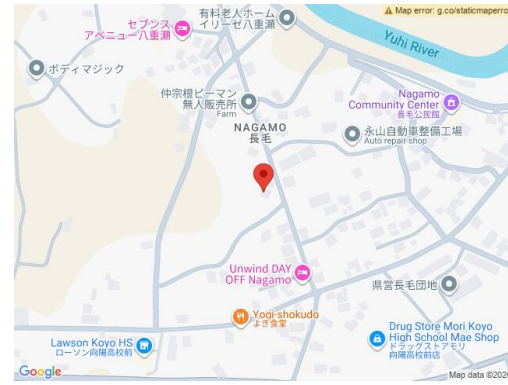 Map error: g.co/staticmaperro
有料老人ホーム
イリーゼ八重瀬
セブンス
アベニュー八重瀬
Yuhi River
ボディマジック
仲宗根ピーマン
無人販売所
Farm
Nagamo
Community Center
長毛公民館
NAGAMO
長毛
永山自動車整備工場
Auto repair shop
Unwind DAY
OFF Nagamo
県営長毛団地
Yogi-shokudo
よぎ食堂
Lawson Koyo HS
ローソン向陽高校前
Drug Store Mori Koyo
High School Mae Shop
ドラッグストアモリ
向陽高校前店
Google
Map data ©2026